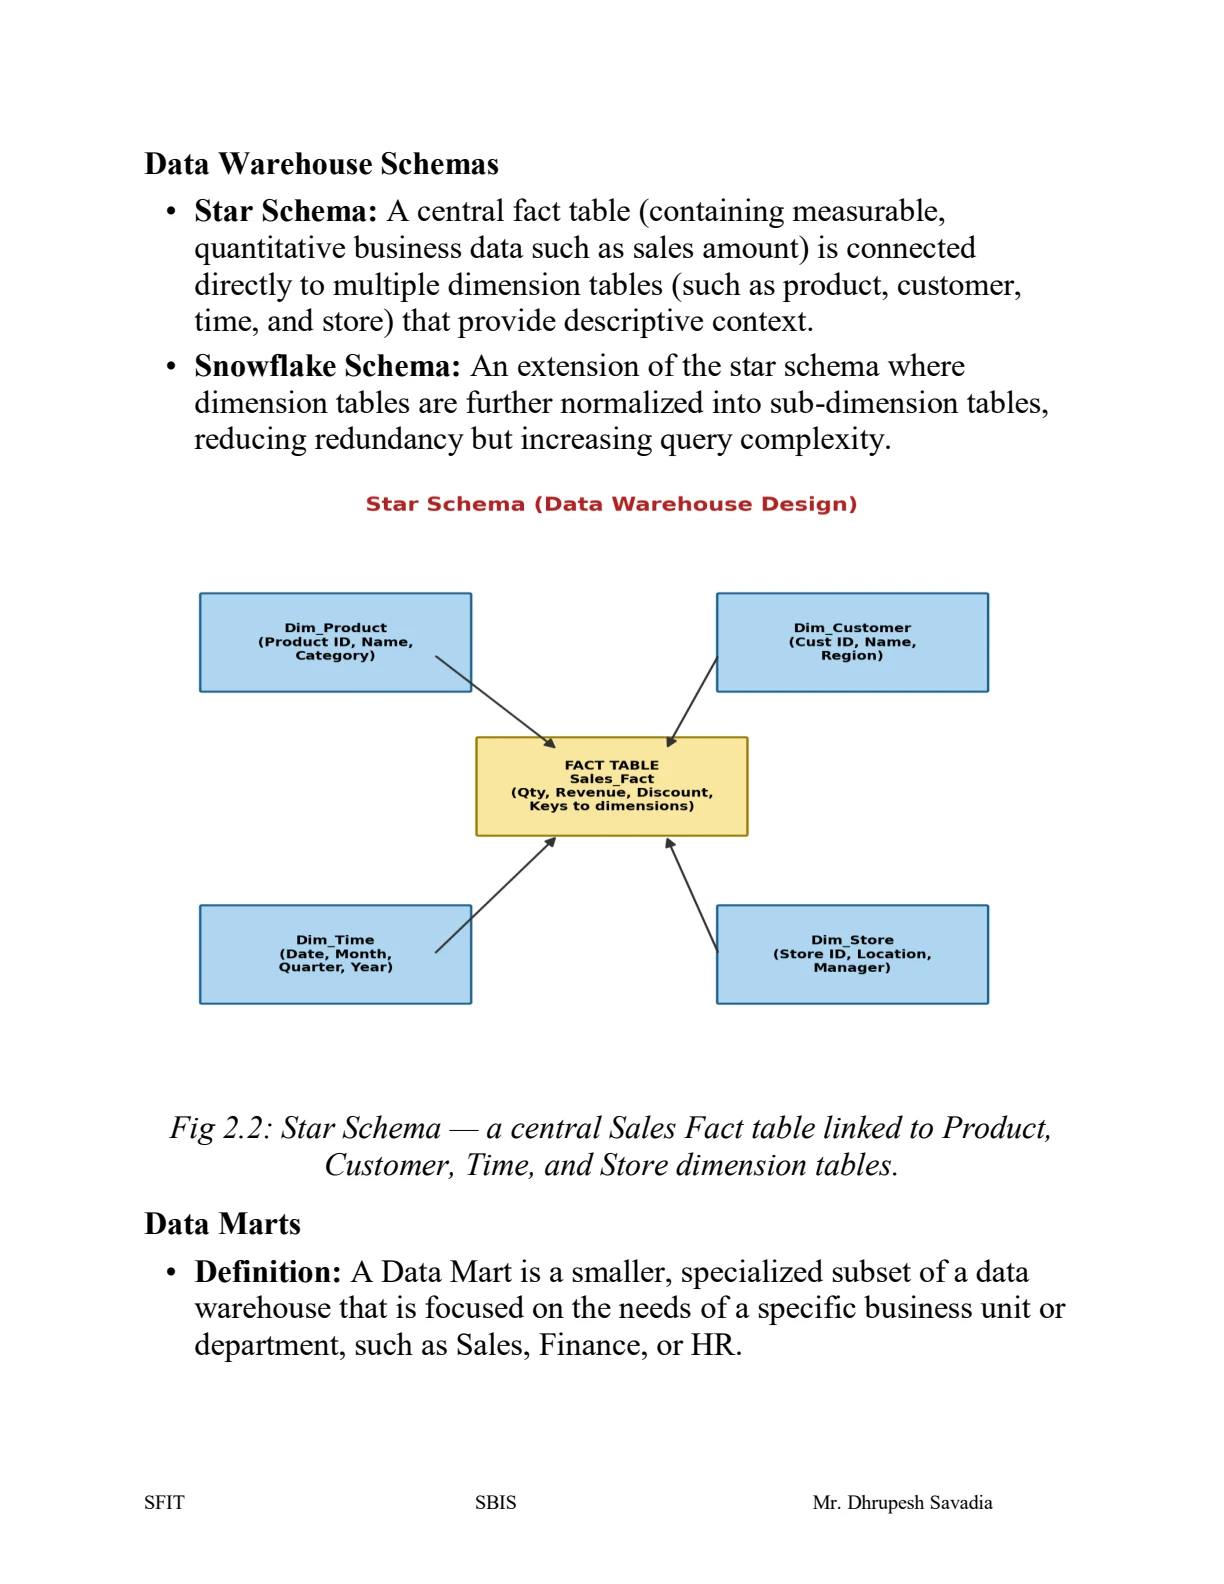 Data Warehouse Schemas
• Star Schema: A central fact table (containing measurable,
quantitative business data such as sales amount) is connected
directly to multiple dimension tables (such as product, customer,
time, and store) that provide descriptive context.
• Snowflake Schema: An extension of the star schema where
dimension tables are further normalized into sub-dimension tables,
reducing redundancy but increasing query complexity.
Star Schema (Data Warehouse Design)
Dim_Product
(Product ID, Name,
Category)
Dim_Customer
(Cust ID, Name,
Region)
FACT TABLE
Sales_Fact
(Qty, Revenue, Discount,
Keys to dimensions)
Dim_Time
(Date, Month,
Quarter, Year)
Dim_Store
(Store ID, Location,
Manager)
Fig 2.2: Star Schema — a central Sales Fact table linked to Product,
Customer, Time, and Store dimension tables.
Data Marts
• Definition: A Data Mart is a smaller, specialized subset of a data
warehouse that is focused on the needs of a specific business unit or
department, such as Sales, Finance, or HR.
SFIT SBIS Mr. Dhrupesh Savadia